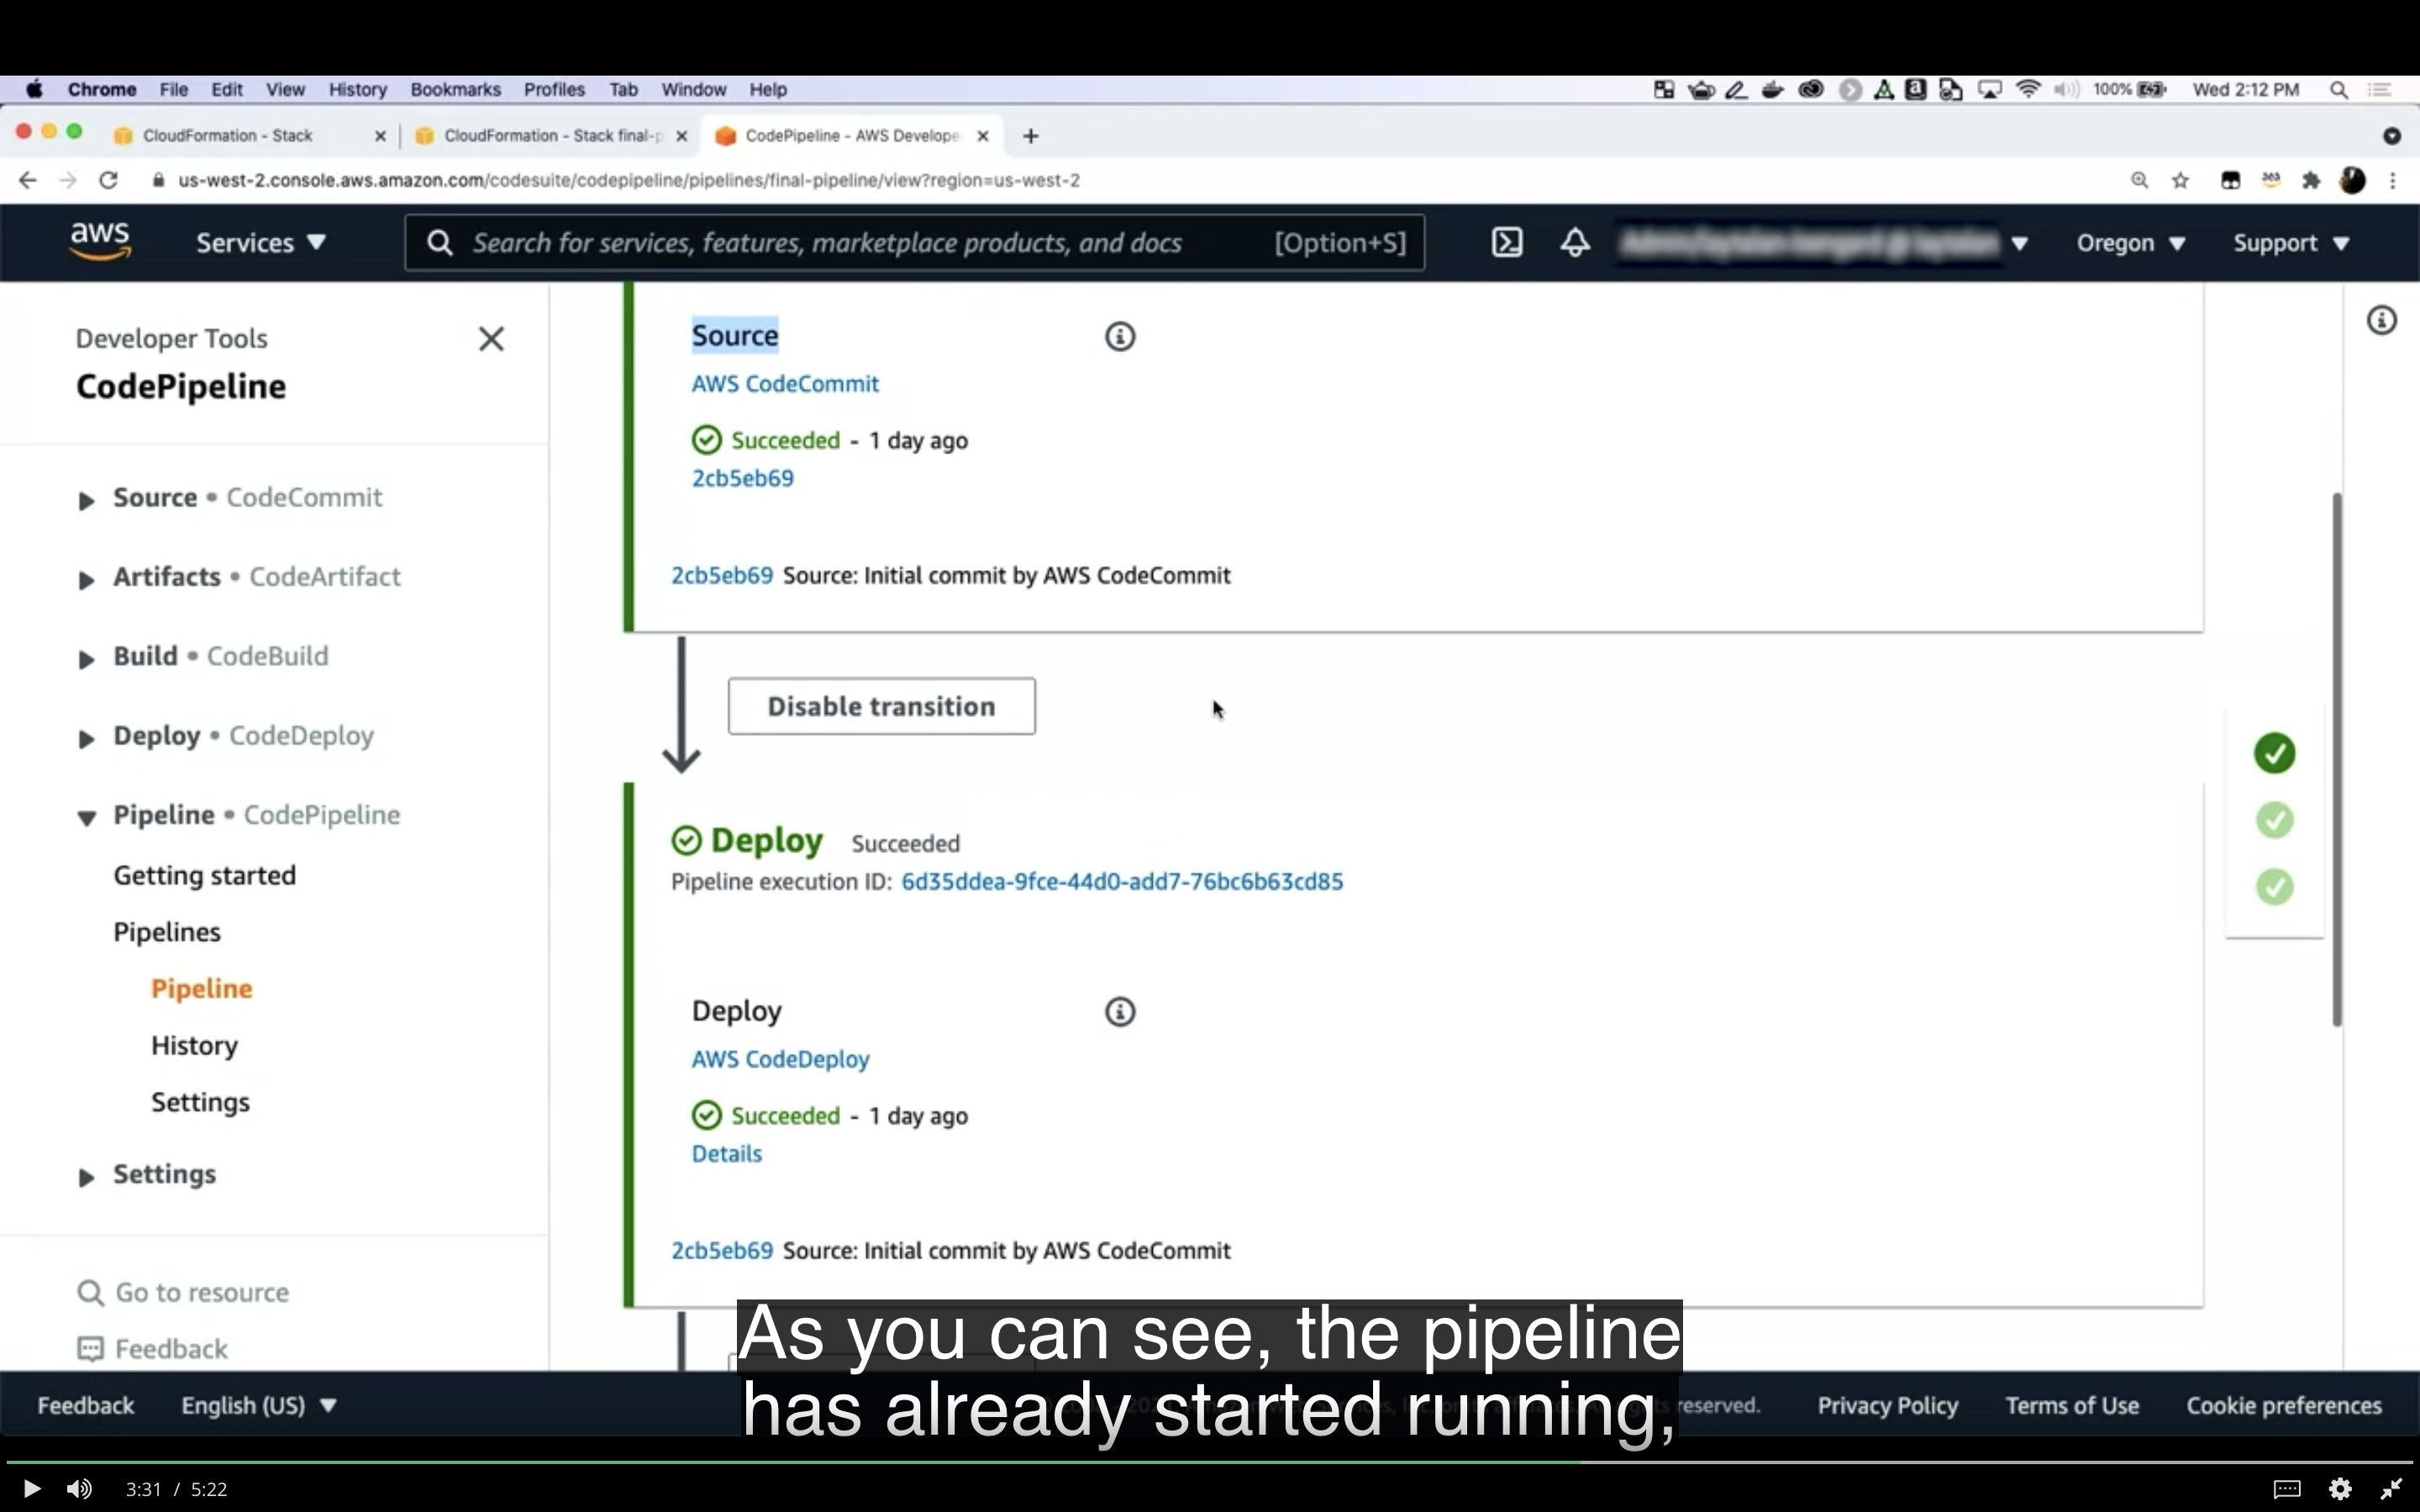 Chrome File Edit View History Bookmarks Profiles Tab Window Help 100% Wed 2:12 PM
CloudFormation - Stack CloudFormation - Stack final-p CodePipeline - AWS Develope
us-west-2.console.aws.amazon.com/codesuite/codepipeline/pipelines/final-pipeline/view?region=us-west-2
aws Services Search for services, features, marketplace products, and docs [Option+S] Oregon Support
Developer Tools
CodePipeline
Source • CodeCommit
Artifacts • CodeArtifact
Build • CodeBuild
Deploy • CodeDeploy
Pipeline • CodePipeline
Getting started
Pipelines
Pipeline
History
Settings
Settings
Go to resource
Feedback
Source
AWS CodeCommit
Succeeded - 1 day ago
2cb5eb69
2cb5eb69 Source: Initial commit by AWS CodeCommit
Disable transition
Deploy Succeeded
Pipeline execution ID: 6d35ddea-9fce-44d0-add7-76bc6b63cd85
Deploy
AWS CodeDeploy
Succeeded - 1 day ago
Details
2cb5eb69 Source: Initial commit by AWS CodeCommit
As you can see, the pipeline
has already started running,
Feedback English (US) reserved. Privacy Policy Terms of Use Cookie preferences
3:31 / 5:22